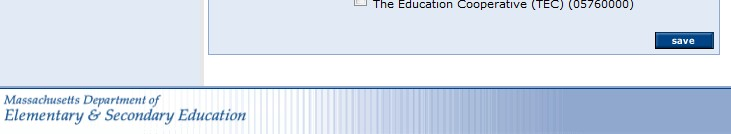 The Education Cooperative (TEC) (05760000)
save
Massachusetts Department of
Elementary & Secondary Education